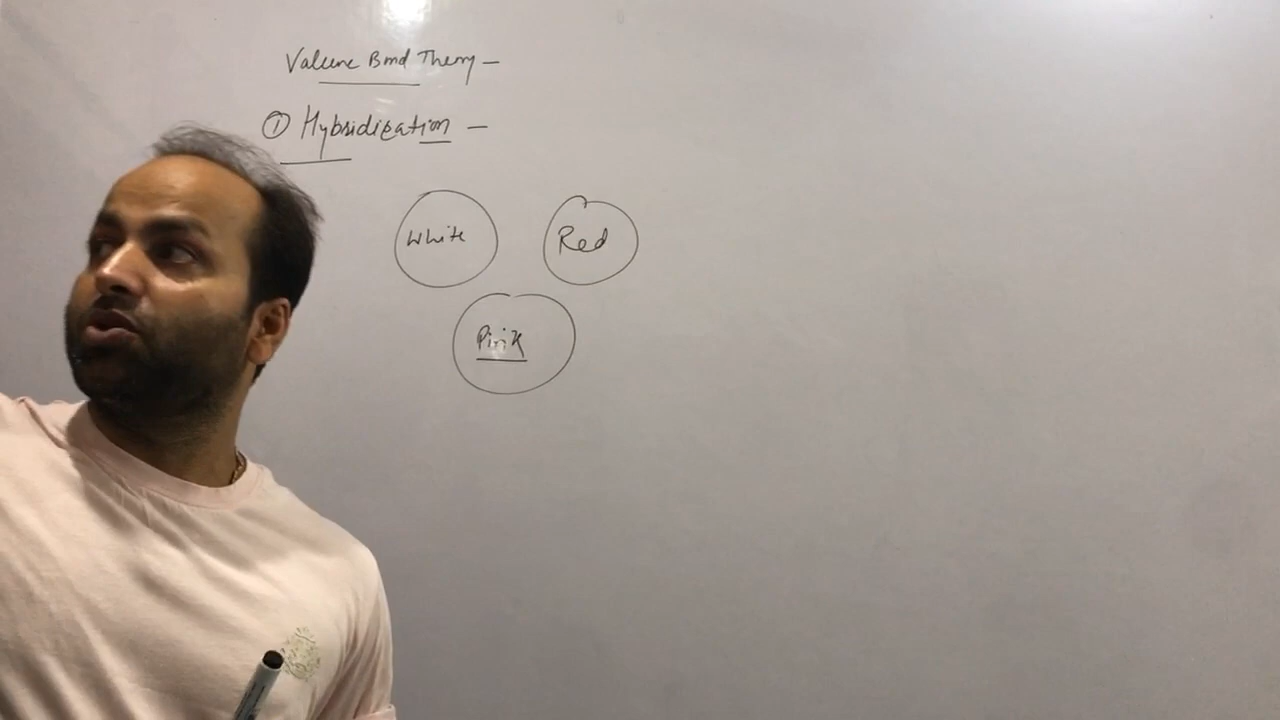 Valence Bond Theory –
① Hybridization –
White Red
Pink